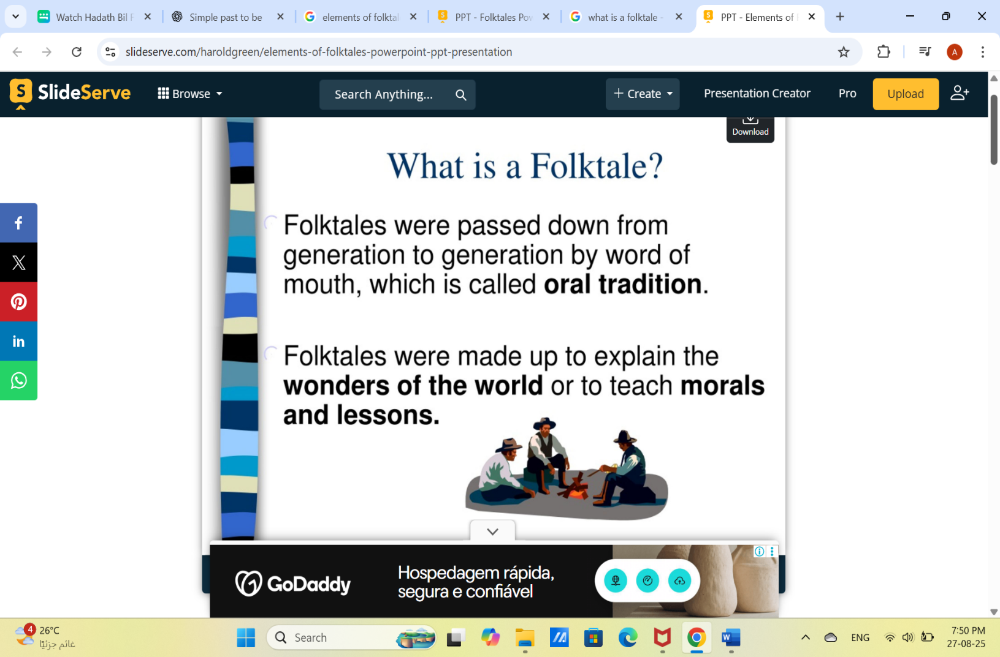 Watch Hadath Bil F
Simple past to be
elements of folktal
PPT - Folktales Pow
what is a folktale -
PPT - Elements of F
slideserve.com/haroldgreen/elements-of-folktales-powerpoint-ppt-presentation
A
S SlideServe
Browse
Search Anything...
+ Create
Presentation Creator
Pro
Upload
Download
What is a Folktale?
Folktales were passed down from
generation to generation by word of
mouth, which is called oral tradition.
Folktales were made up to explain the
wonders of the world or to teach morals
and lessons.
GoDaddy
Hospedagem rápida,
segura e confiável
4
26°C
غائم جزئيًا
Search
ENG
7:50 PM
27-08-25